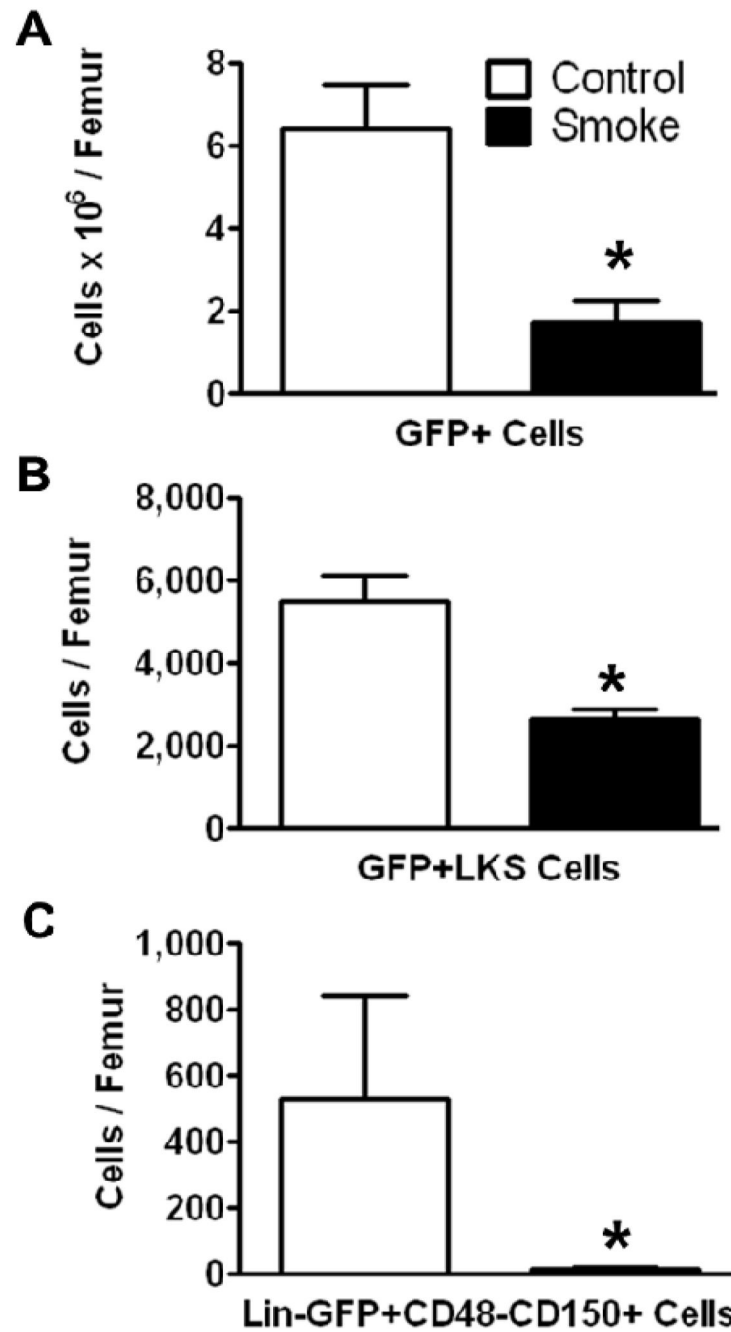 A
Cells x 10⁶ / Femur
8
6
4
2
0
Control
Smoke
*
GFP+ Cells
B
Cells / Femur
8,000
6,000
4,000
2,000
0
*
GFP+LKS Cells
C
Cells / Femur
1,000
800
600
400
200
0
*
Lin-GFP+CD48-CD150+ Cells